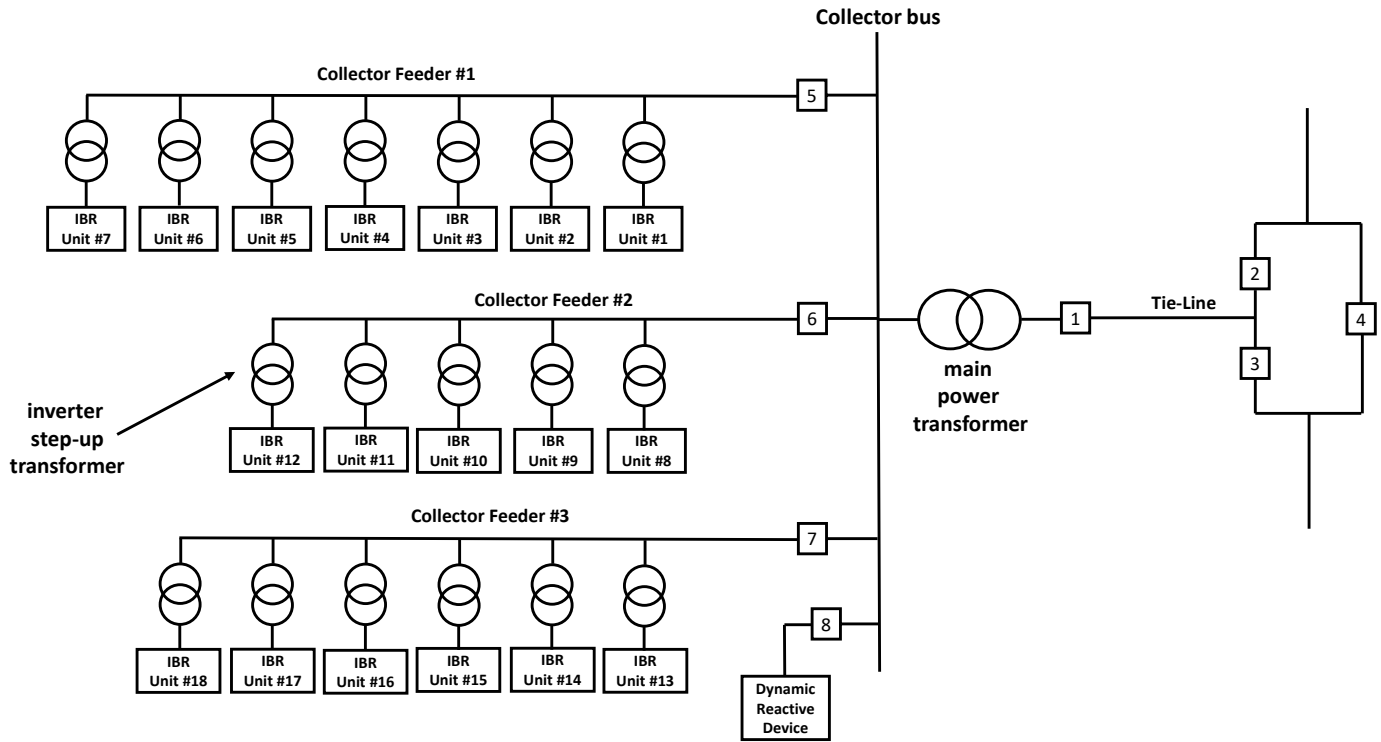 Collector bus
Collector Feeder #1
5
IBR
Unit #7
IBR
Unit #6
IBR
Unit #5
IBR
Unit #4
IBR
Unit #3
IBR
Unit #2
IBR
Unit #1
Collector Feeder #2
6
1
Tie-Line
2
3
4
main
power
transformer
inverter
step-up
transformer
IBR
Unit #12
IBR
Unit #11
IBR
Unit #10
IBR
Unit #9
IBR
Unit #8
Collector Feeder #3
7
8
IBR
Unit #18
IBR
Unit #17
IBR
Unit #16
IBR
Unit #15
IBR
Unit #14
IBR
Unit #13
Dynamic
Reactive
Device